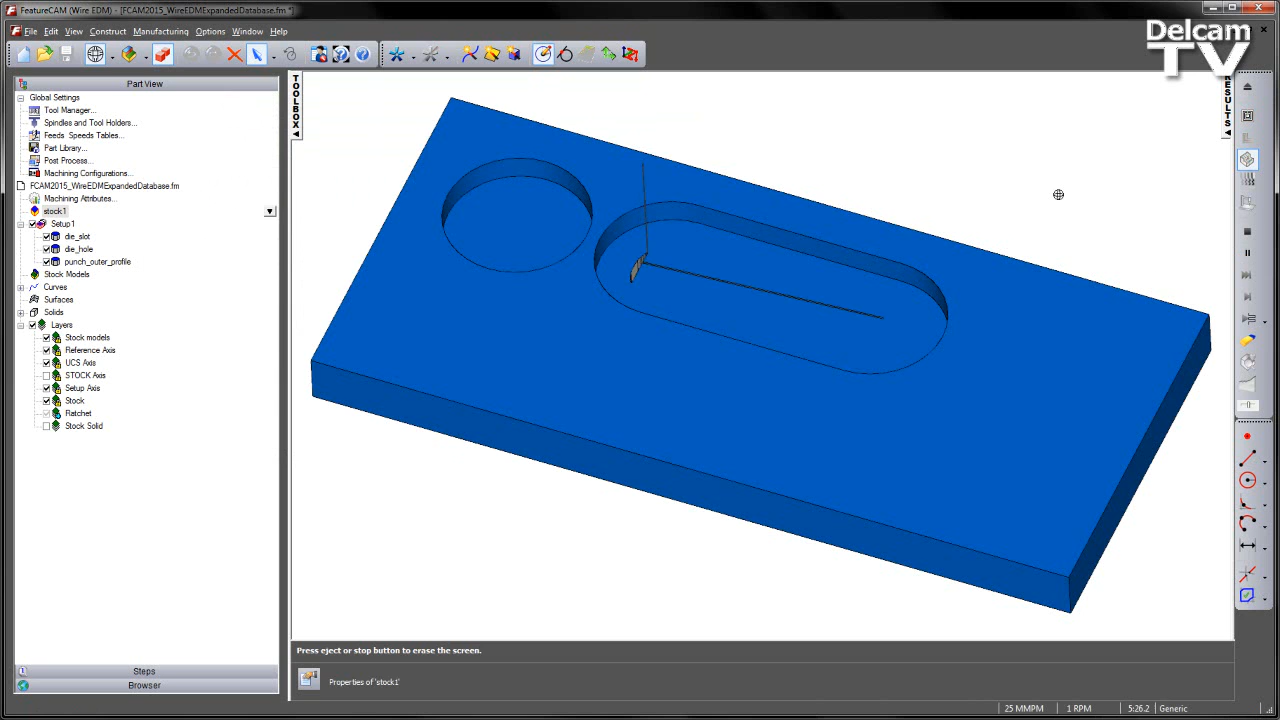 FeatureCAM (Wire EDM) - [FCAM2015_WireEDMExpandedDatabase.fm *]
File Edit View Construct Manufacturing Options Window Help
Delcam
TV
Part View
Global Settings
Tool Manager...
Spindles and Tool Holders...
Feeds Speeds Tables...
Part Library...
Post Process...
Machining Configurations...
FCAM2015_WireEDMExpandedDatabase.fm
Machining Attributes...
stock1
Setup1
die_slot
die_hole
punch_outer_profile
Stock Models
Curves
Surfaces
Solids
Layers
Stock models
Reference Axis
UCS Axis
STOCK Axis
Setup Axis
Stock
Ratchet
Stock Solid
Steps
Browser
TOOLBOX
RESULTS
Press eject or stop button to erase the screen.
Properties of 'stock1'
25 MMPM 1 RPM 5:26.2 Generic